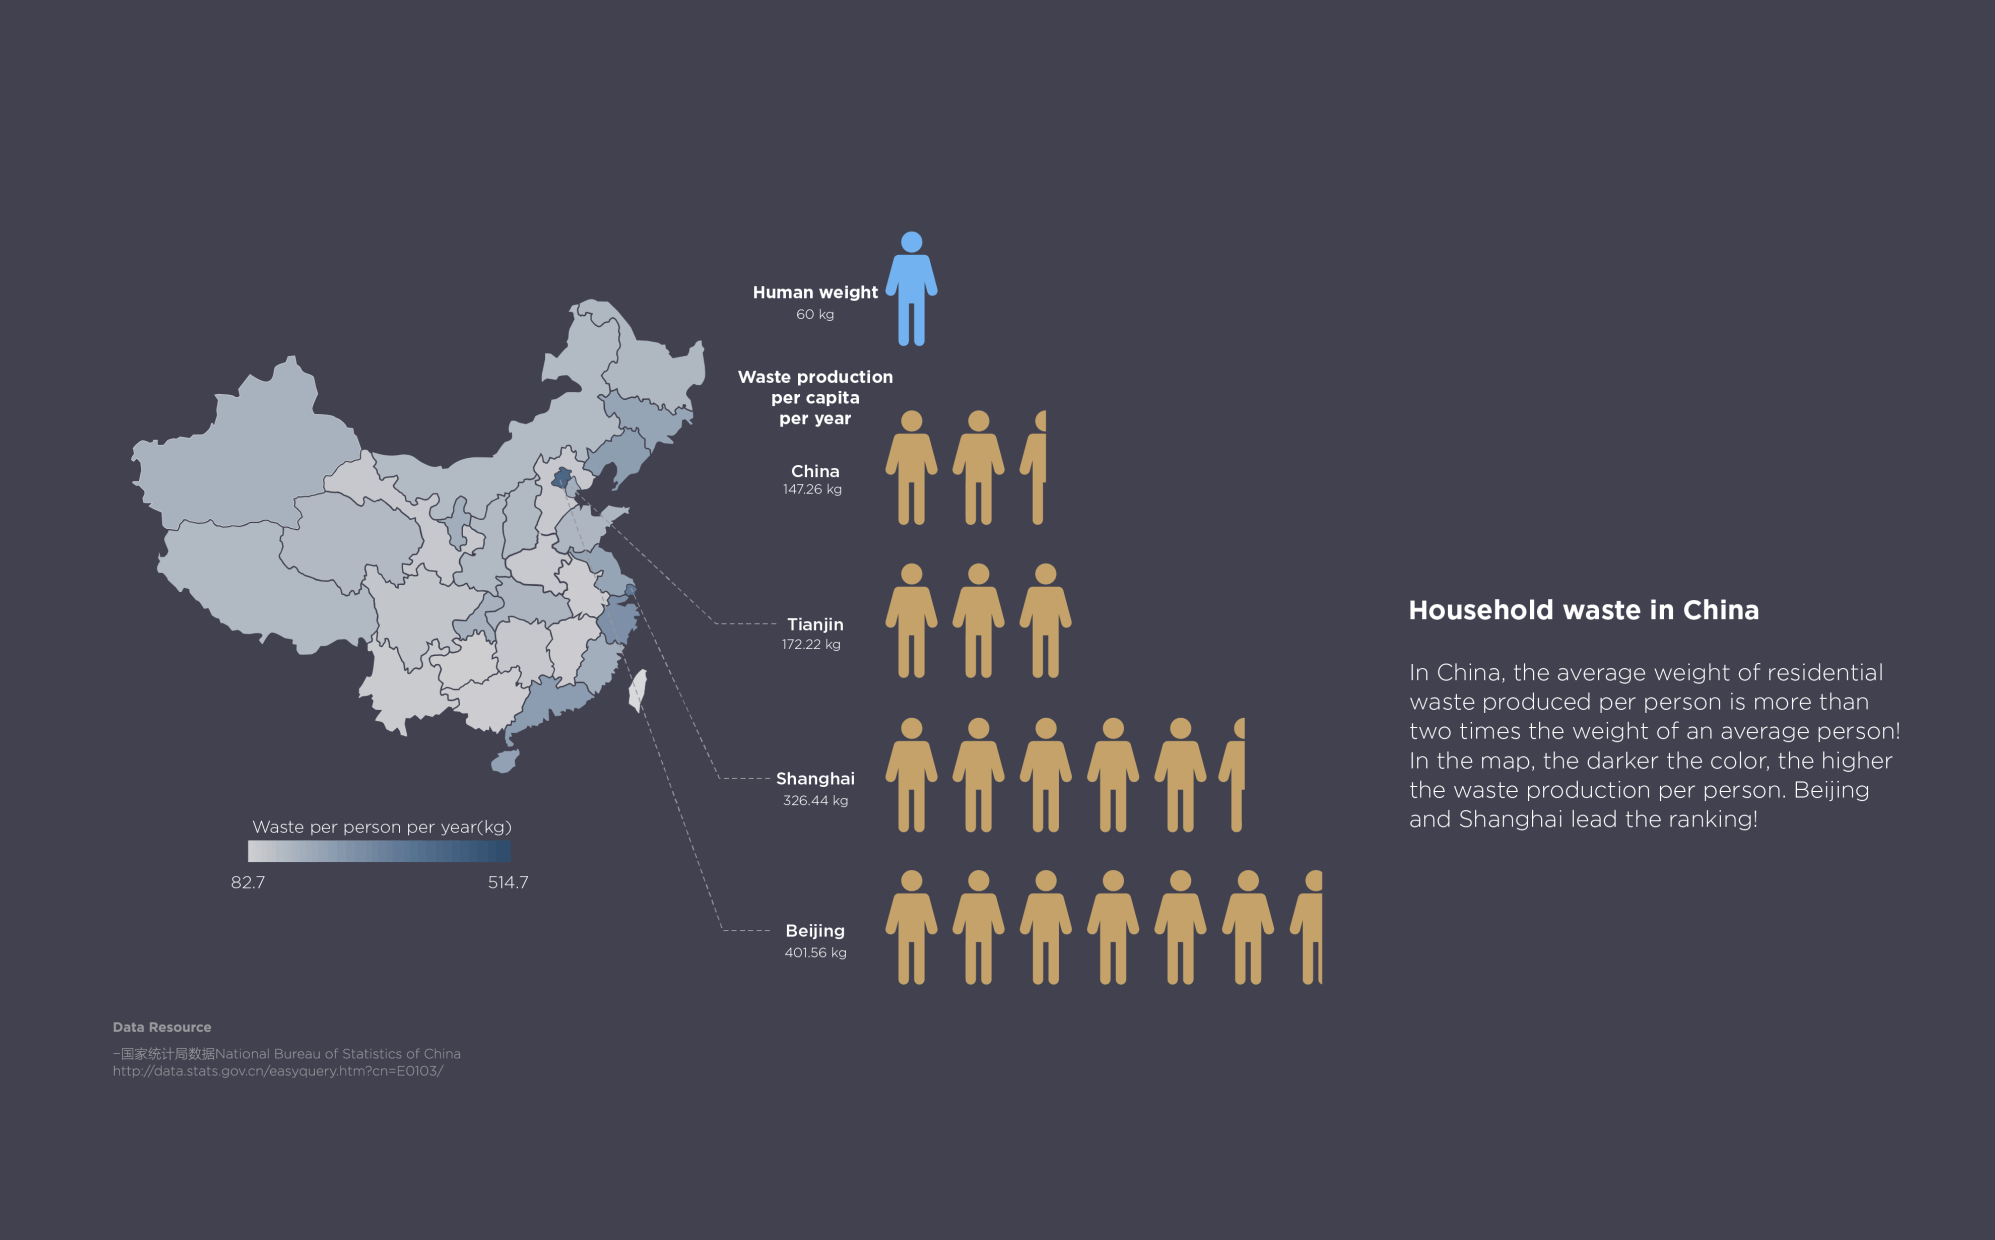 Human weight
60 kg
Waste production
per capita
per year
China
147.26 kg
Tianjin
172.22 kg
Shanghai
326.44 kg
Beijing
401.56 kg
Waste per person per year(kg)
82.7
514.7
Household waste in China
In China, the average weight of residential
waste produced per person is more than
two times the weight of an average person!
In the map, the darker the color, the higher
the waste production per person. Beijing
and Shanghai lead the ranking!
Data Resource
–国家统计局数据National Bureau of Statistics of China
http://data.stats.gov.cn/easyquery.htm?cn=E0103/